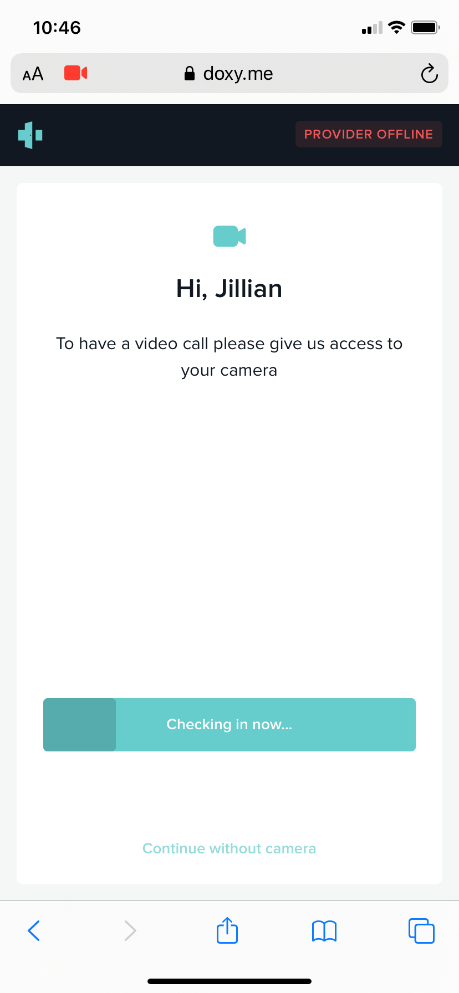 10:46
AA
doxy.me
PROVIDER OFFLINE
Hi, Jillian
To have a video call please give us access to
your camera
Checking in now...
Continue without camera